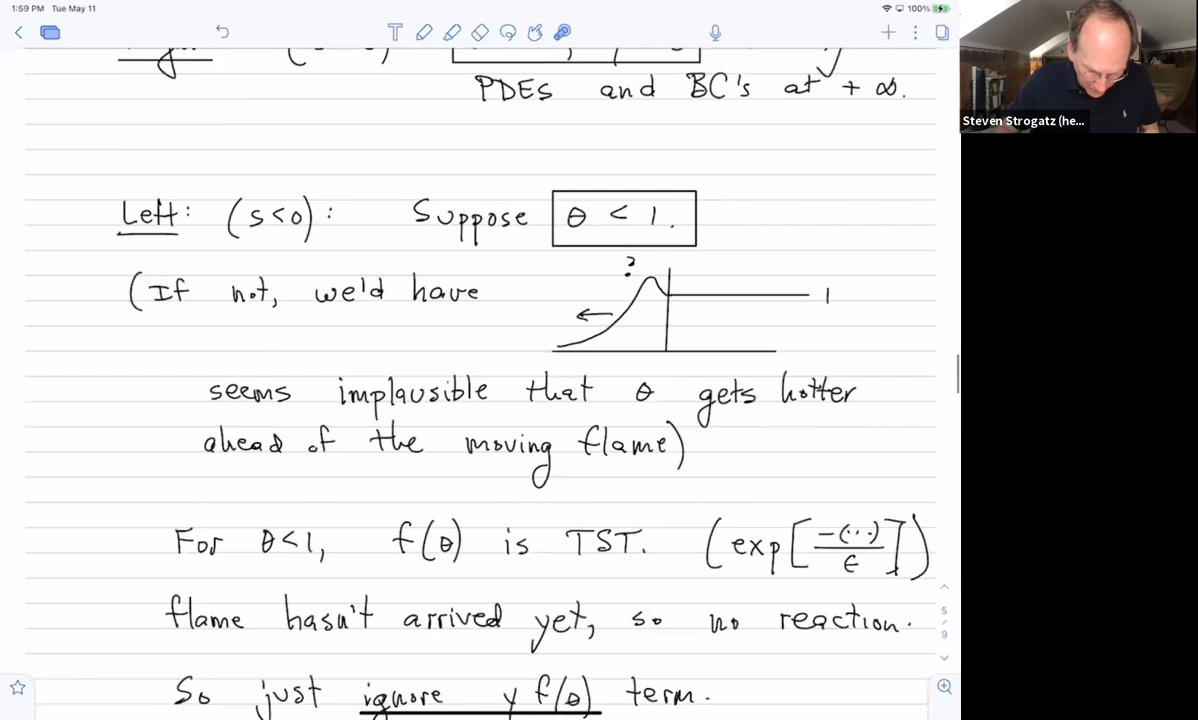 1:59 PM Tue May 11
100%
PDEs and BC's at + ∞.
Steven Strogatz (he...
Left: (s<0): Suppose θ < 1.
?
(If not, we'd have
1
seems implausible that θ gets hotter
ahead of the moving flame)
For θ<1, f(θ) is TST. (exp[-(...)/ϵ])
flame hasn't arrived yet, so no reaction.
5/9
So just ignore y f(θ) term.